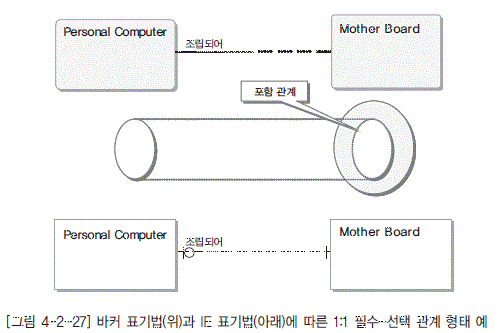 Personal Computer
조립되어
Mother Board
포함 관계
Personal Computer
조립되어
Mother Board
[그림 4-2-27] 바커 표기법(위)과 IE 표기법(아래)에 따른 1:1 필수-선택 관계 형태 예